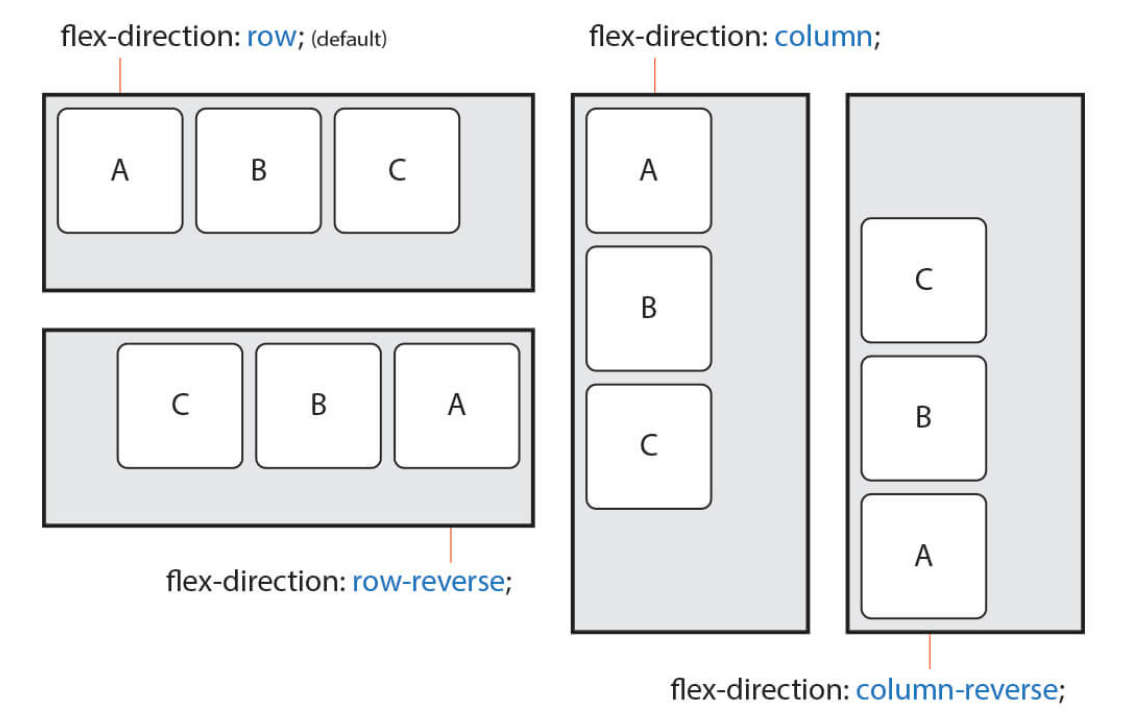 flex-direction: row; (default)
A B C
C B A
flex-direction: row-reverse;
flex-direction: column;
A
B
C
C
B
A
flex-direction: column-reverse;